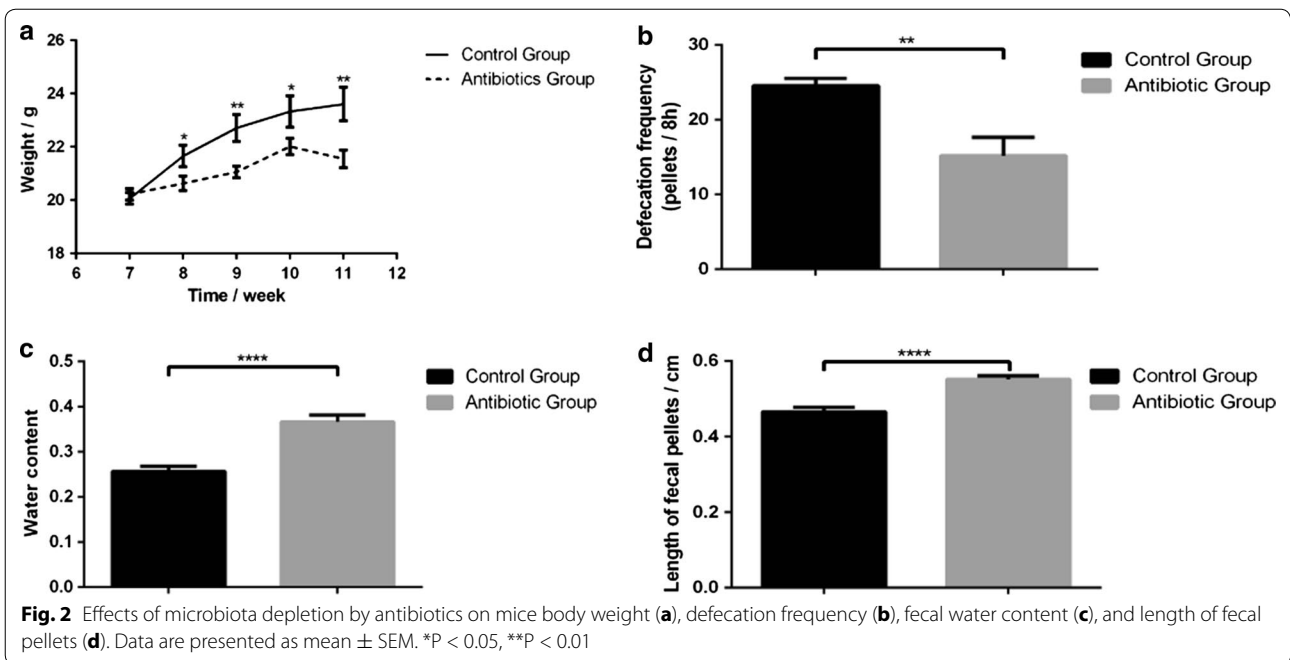 a
26
24
22
20
18
Weight / g
6 7 8 9 10 11 12
Time / week
* ** * **
Control Group
Antibiotics Group
b
30
20
10
0
Defecation frequency
(pellets / 8h)
**
Control Group
Antibiotic Group
c
0.5
0.4
0.3
0.2
0.1
0.0
Water content
****
Control Group
Antibiotic Group
d
0.6
0.4
0.2
0.0
Length of fecal pellets / cm
****
Control Group
Antibiotic Group
Fig. 2 Effects of microbiota depletion by antibiotics on mice body weight (a), defecation frequency (b), fecal water content (c), and length of fecal
pellets (d). Data are presented as mean ± SEM. *P < 0.05, **P < 0.01